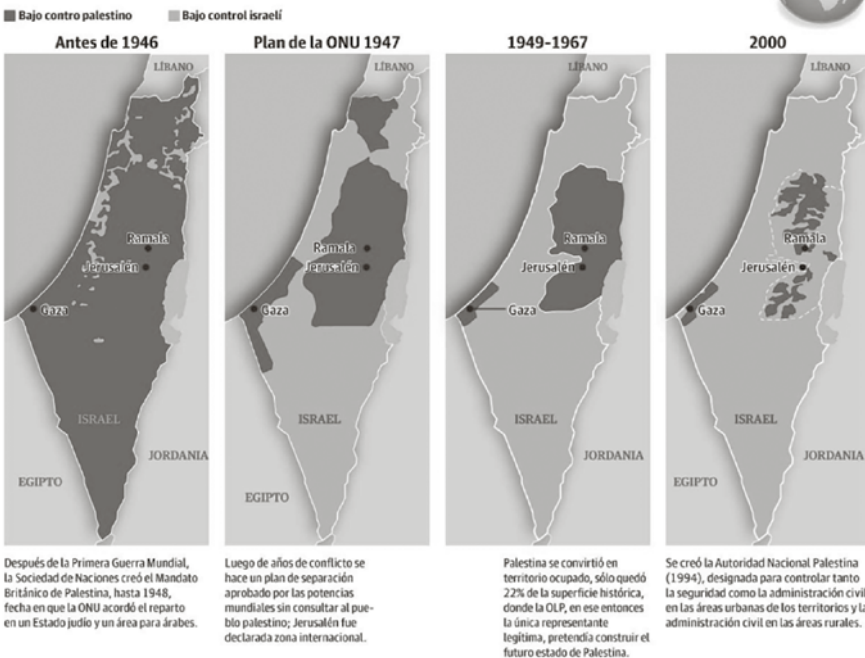 Bajo contro palestino
Bajo control israelí
Antes de 1946
LÍBANO
Ramala
Jerusalén
Gaza
ISRAEL
JORDANIA
EGIPTO
Después de la Primera Guerra Mundial,
la Sociedad de Naciones creó el Mandato
Británico de Palestina, hasta 1948,
fecha en que la ONU acordó el reparto
en un Estado judío y un área para árabes.
Plan de la ONU 1947
LÍBANO
Ramala
Jerusalén
Gaza
ISRAEL
EGIPTO
Luego de años de conflicto se
hace un plan de separación
aprobado por las potencias
mundiales sin consultar al pue-
blo palestino; Jerusalén fue
declarada zona internacional.
1949-1967
LÍBANO
Ramala
Jerusalén
Gaza
ISRAEL
JORDANIA
Palestina se convirtió en
territorio ocupado, sólo quedó
22% de la superficie histórica,
donde la OLP, en ese entonces
la única representante
legítima, pretendía construir el
futuro estado de Palestina.
2000
LÍBANO
Ramala
Jerusalén
Gaza
ISRAEL
JORDANIA
EGIPTO
Se creó la Autoridad Nacional Palestina
(1994), designada para controlar tanto
la seguridad como la administración civil
en las áreas urbanas de los territorios y la
administración civil en las áreas rurales.